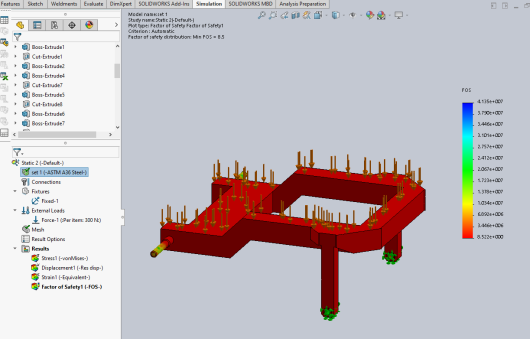 Features Sketch Weldments Evaluate DimXpert SOLIDWORKS Add-Ins Simulation SOLIDWORKS MBD Analysis Preparation
Boss-Extrude1
Cut-Extrude1
Boss-Extrude2
Boss-Extrude4
Cut-Extrude7
Boss-Extrude5
Cut-Extrude8
Boss-Extrude6
Boss-Extrude7
Static 2 (-Default-)
set 1 (-ASTM A36 Steel-)
Connections
Fixtures
Fixed-1
External Loads
Force-1 (:Per item: 300 N:)
Mesh
Result Options
Results
Stress1 (-vonMises-)
Displacement1 (-Res disp-)
Strain1 (-Equivalent-)
Factor of Safety1 (-FOS-)
Model name: set 1
Study name: Static 2(-Default-)
Plot type: Factor of Safety Factor of Safety1
Criterion : Automatic
Factor of safety distribution: Min FOS = 8.5
FOS
4.135e+007
3.790e+007
3.446e+007
3.101e+007
2.757e+007
2.412e+007
2.067e+007
1.723e+007
1.378e+007
1.034e+007
6.892e+006
3.446e+006
8.522e+000